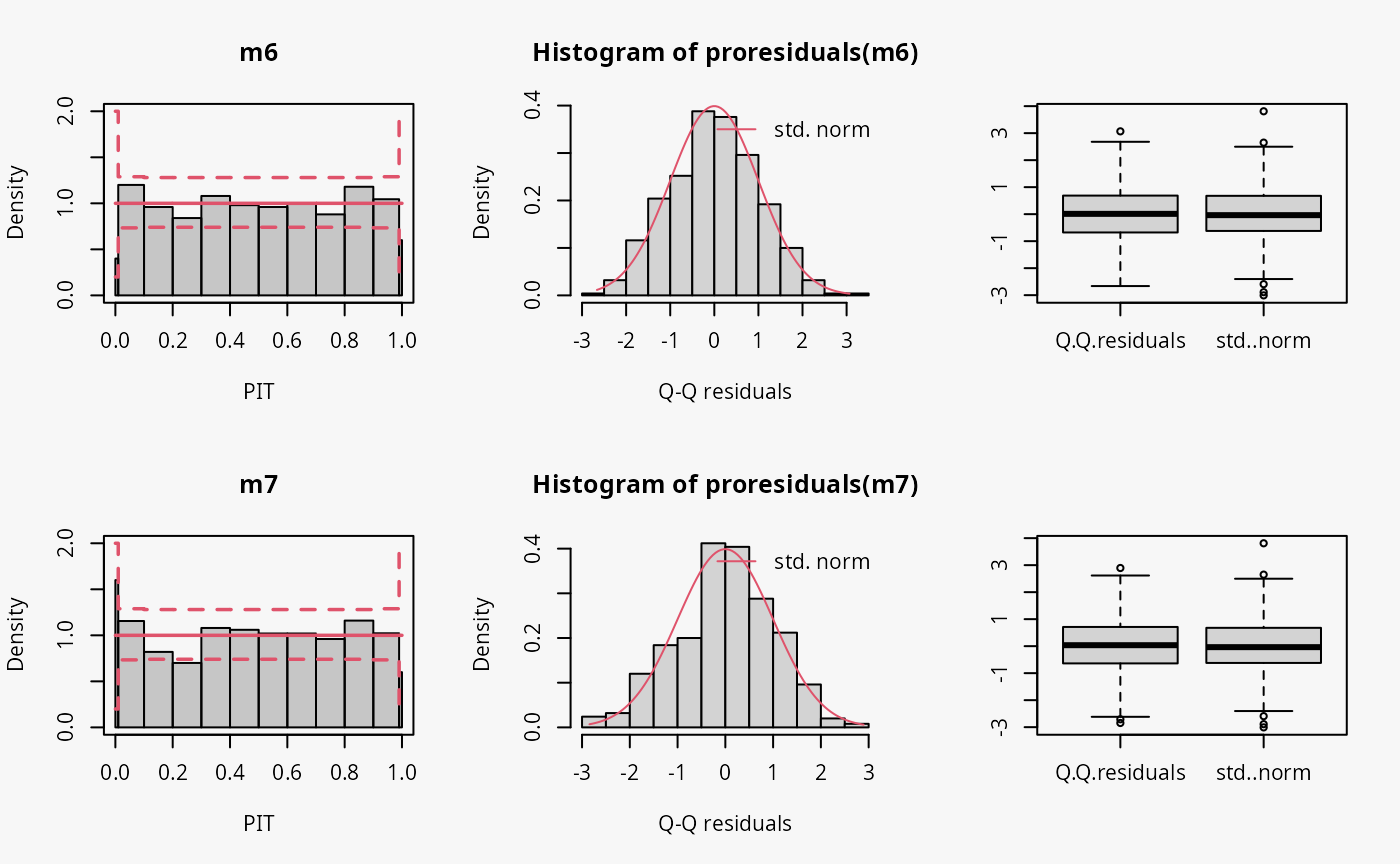 m6
Histogram of proresiduals(m6)
Density
0.0 1.0 2.0
0.0 0.2 0.4 0.6 0.8 1.0
PIT
Density
0.0 0.2 0.4
std. norm
-3 -2 -1 0 1 2 3
Q-Q residuals
-3 -1 1 3
Q.Q.residuals std..norm
m7
Histogram of proresiduals(m7)
Density
0.0 1.0 2.0
0.0 0.2 0.4 0.6 0.8 1.0
PIT
Density
0.0 0.2 0.4
std. norm
-3 -2 -1 0 1 2 3
Q-Q residuals
-3 -1 1 3
Q.Q.residuals std..norm